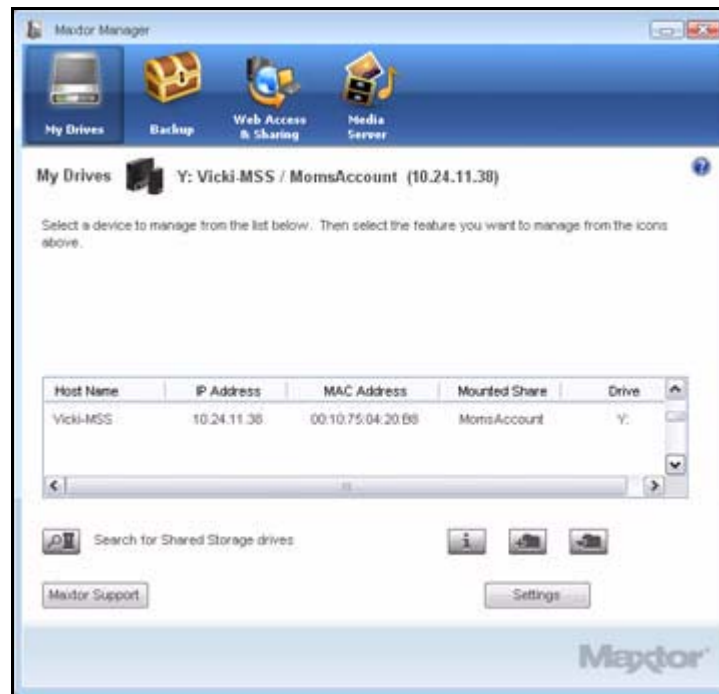 Maxtor Manager
My Drives
Backup
Web Access
& Sharing
Media
Server
My Drives Y: Vicki-MSS / MomsAccount (10.24.11.38)
Select a device to manage from the list below. Then select the feature you want to manage from the icons
above.
Host Name IP Address MAC Address Mounted Share Drive
Vicki-MSS 10.24.11.38 00:10:75:04:20:B8 MomsAccount Y:
Search for Shared Storage drives
Maxtor Support Settings
Maxtor